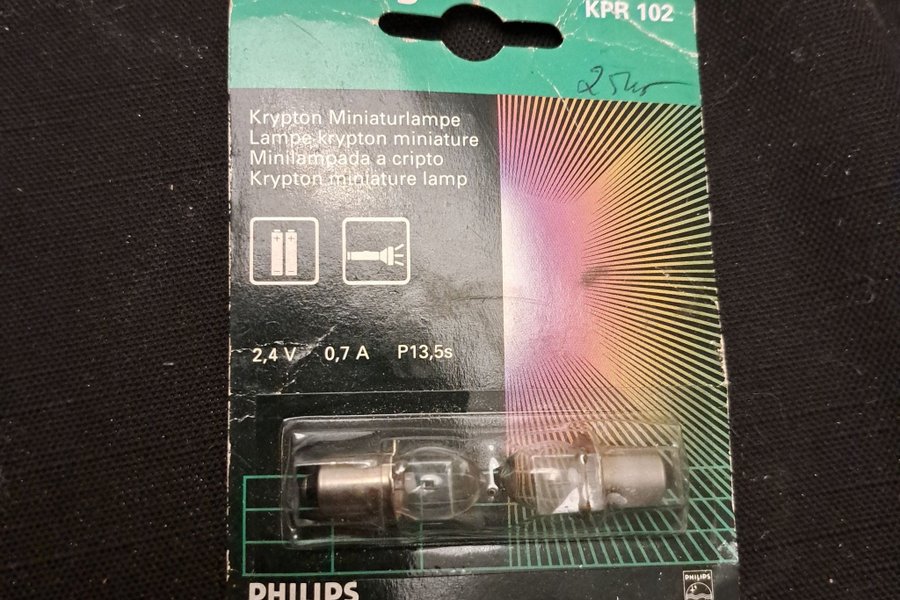 KPR 102
Krypton Miniaturlampe
Lampe krypton miniature
Minilampada a cripto
Krypton miniature lamp
2,4 V 0,7 A P13,5s
PHILIPS
PHILIPS